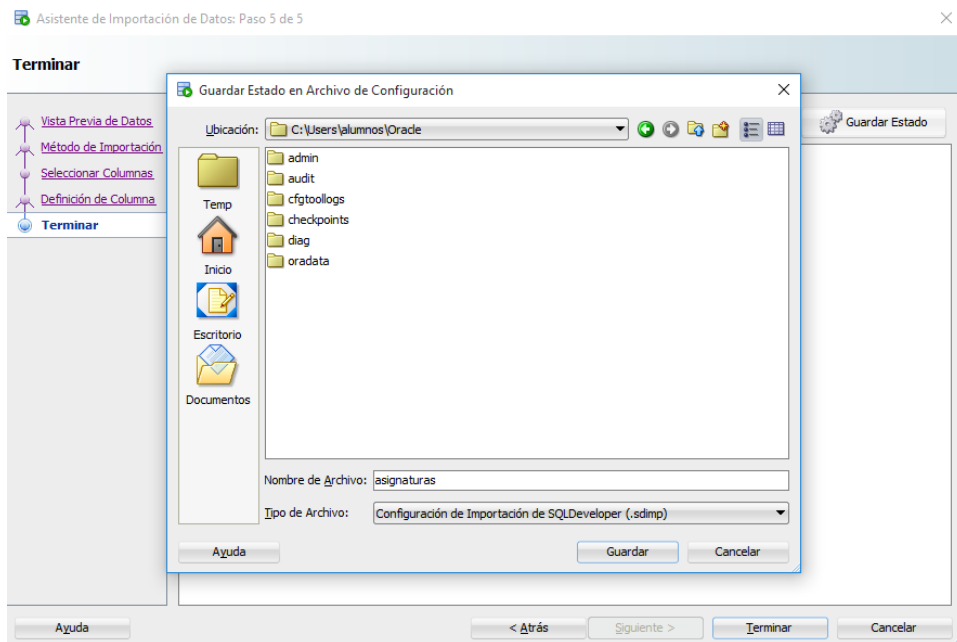 Asistente de Importación de Datos: Paso 5 de 5
Terminar
Vista Previa de Datos
Método de Importación
Seleccionar Columnas
Definición de Columna
Terminar
Guardar Estado
Guardar Estado en Archivo de Configuración
Ubicación: C:\Users\alumnos\Oracle
Temp
Inicio
Escritorio
Documentos
admin
audit
cfgtoollogs
checkpoints
diag
oradata
Nombre de Archivo: asignaturas
Tipo de Archivo: Configuración de Importación de SQLDeveloper (.sdimp)
Ayuda Guardar Cancelar
Ayuda < Atrás Siguiente > Terminar Cancelar